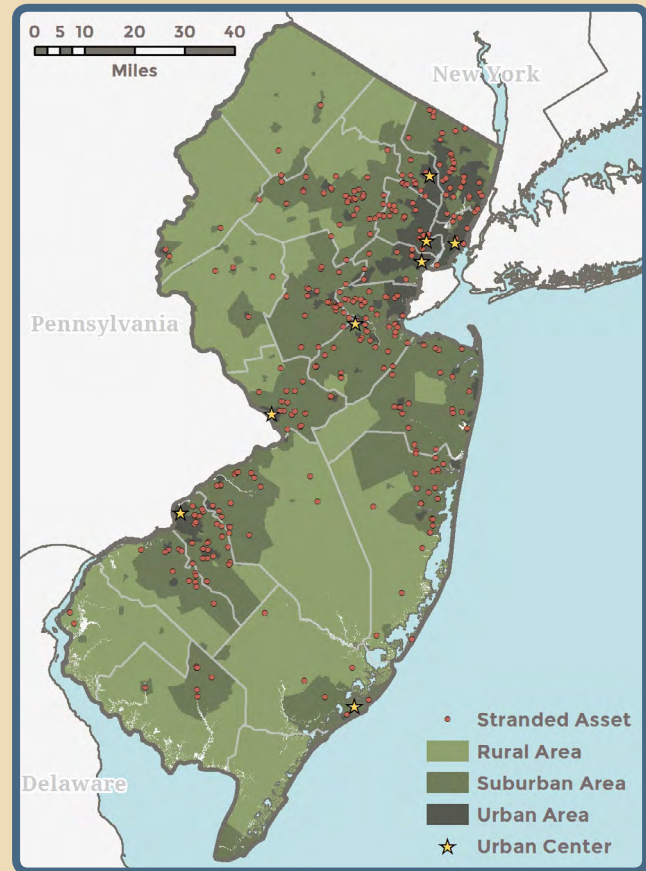 0 5 10 20 30 40
Miles
New York
Pennsylvania
Delaware
Stranded Asset
Rural Area
Suburban Area
Urban Area
Urban Center